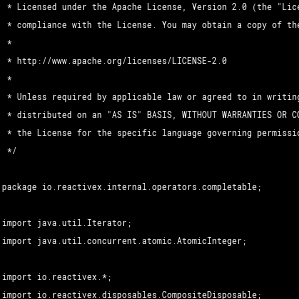 * Licensed under the Apache License, Version 2.0 (the "Lice
* compliance with the License. You may obtain a copy of the
*
* http://www.apache.org/licenses/LICENSE-2.0
*
* Unless required by applicable law or agreed to in writing
* distributed on an "AS IS" BASIS, WITHOUT WARRANTIES OR CO
* the License for the specific language governing permissio
*/
package io.reactivex.internal.operators.completable;
import java.util.Iterator;
import java.util.concurrent.atomic.AtomicInteger;
import io.reactivex.*;
import io.reactivex.disposables.CompositeDisposable;